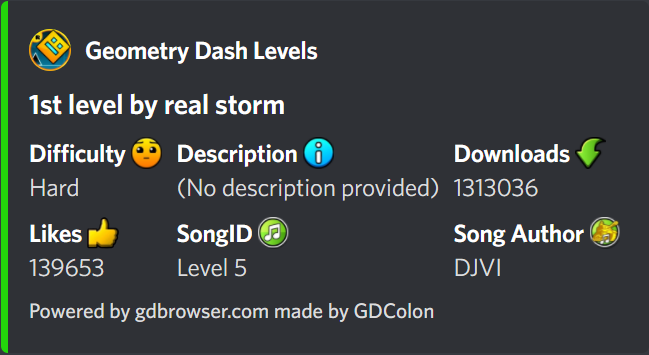 Geometry Dash Levels
1st level by real storm
Difficulty Description Downloads
Hard (No description provided) 1313036
Likes SongID Song Author
139653 Level 5 DJVI
Powered by gdbrowser.com made by GDColon